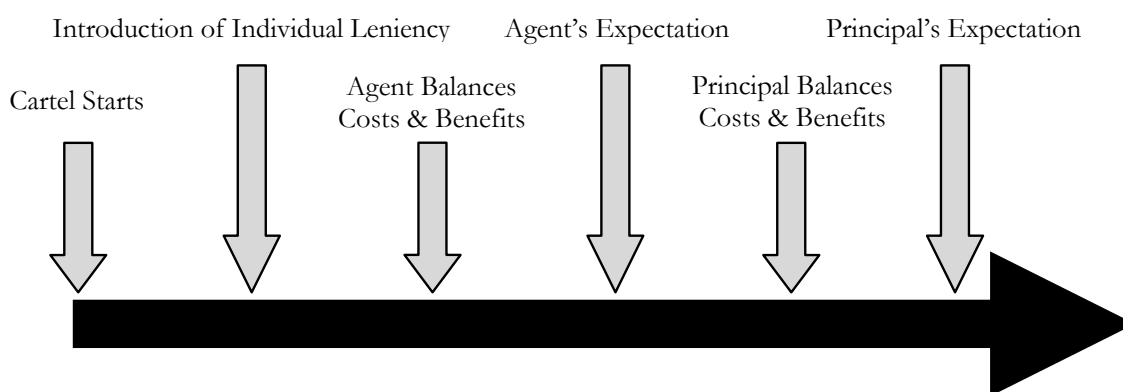 Introduction of Individual Leniency
Agent’s Expectation
Principal’s Expectation
Cartel Starts
Agent Balances
Costs & Benefits
Principal Balances
Costs & Benefits